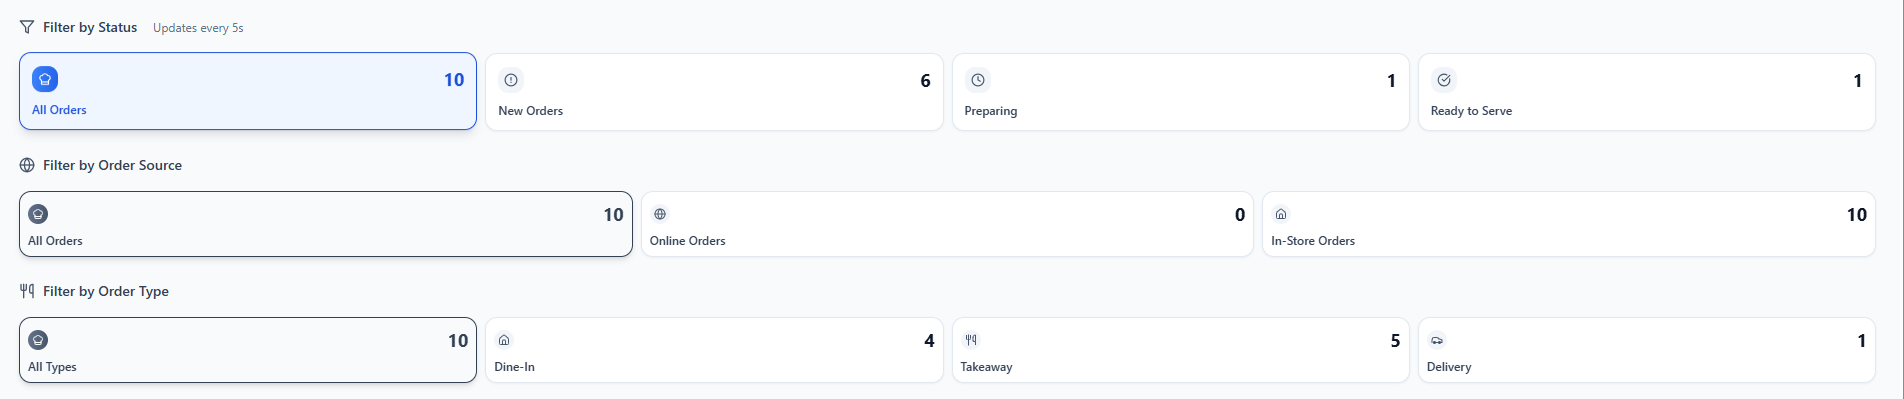 Filter by Status Updates every 5s
10 6 1 1
All Orders New Orders Preparing Ready to Serve
Filter by Order Source
10 0 10
All Orders Online Orders In-Store Orders
Filter by Order Type
10 4 5 1
All Types Dine-In Takeaway Delivery